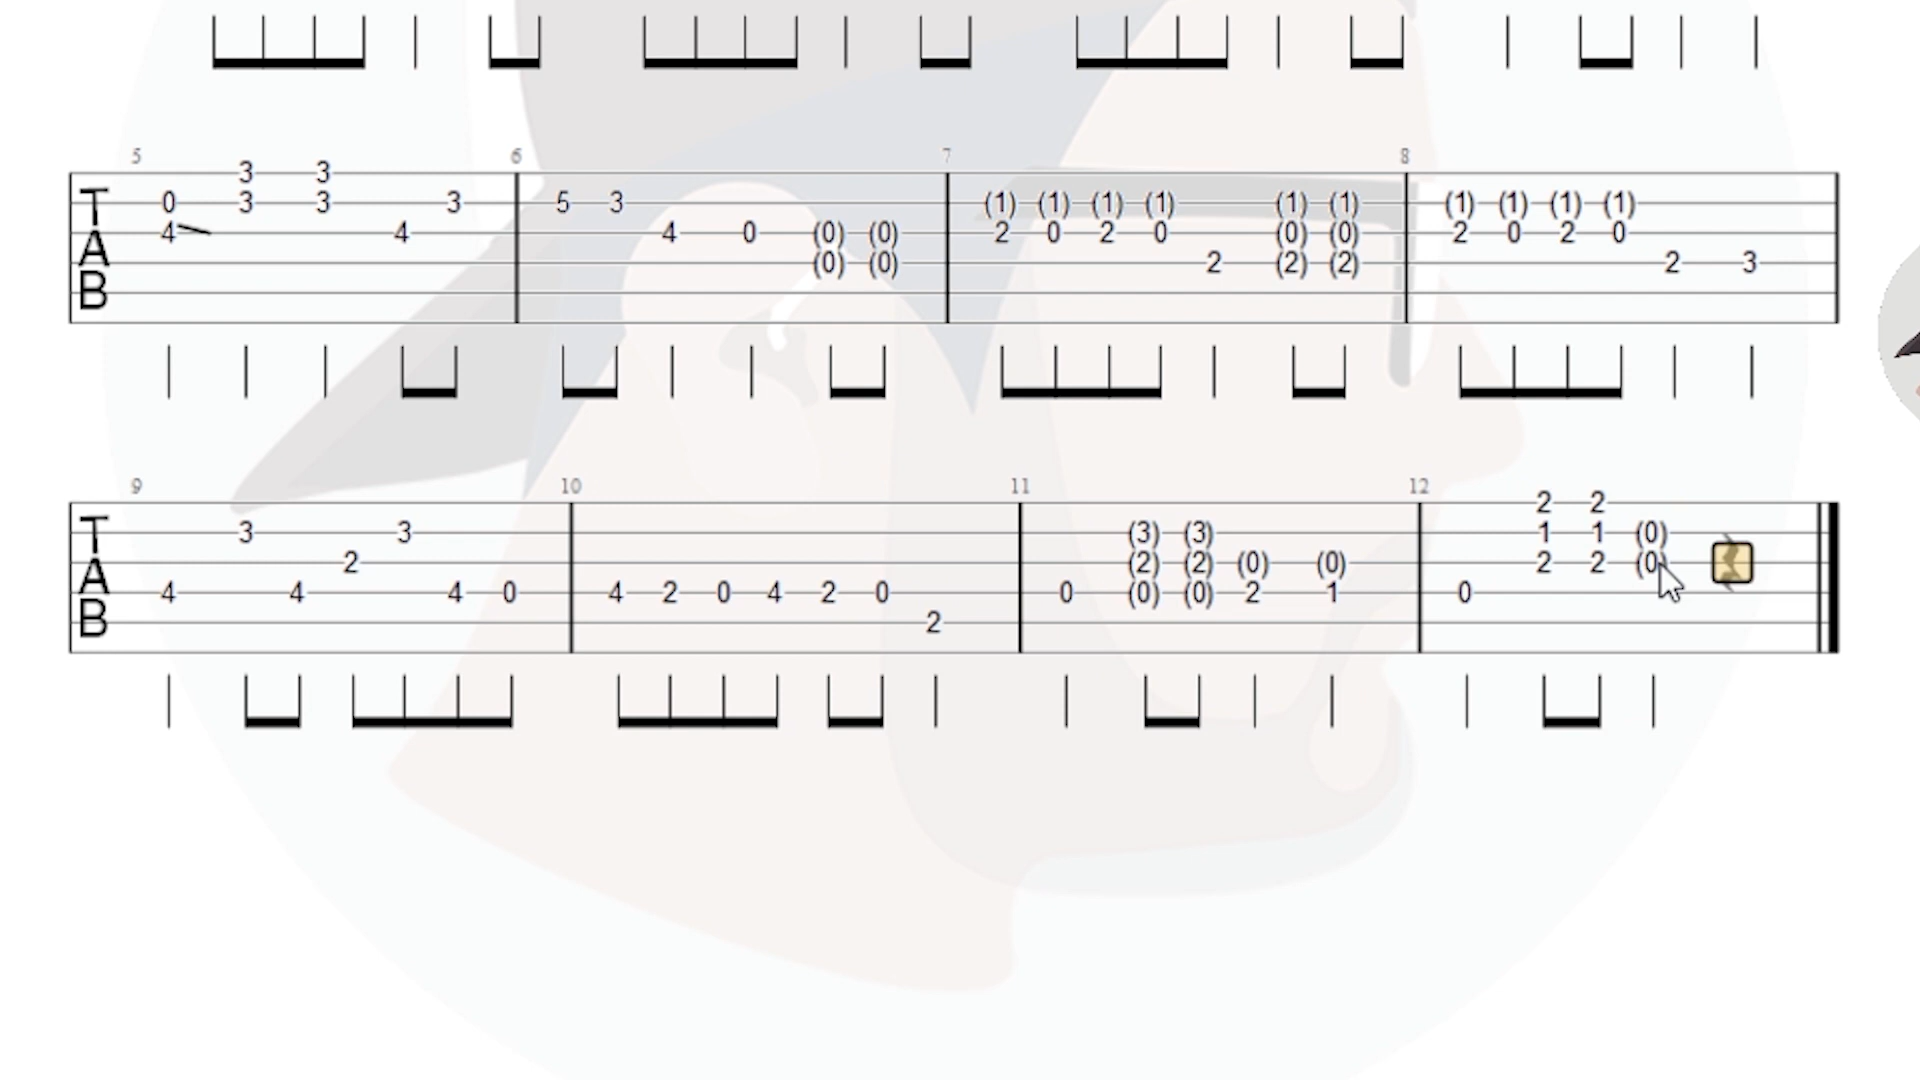 5 6 7 8
3 3
T 0 3 3 3 5 3 (1) (1) (1) (1) (1) (1) (1) (1) (1) (1)
A 4 4 4 0 (0) (0) 2 0 2 0 (0) (0) 2 0 2 0
B (0) (0) 2 (2) (2) 2 3
9 10 11 12
2 2
T 3 3 (3) (3) 1 1 (0)
A 2 (2) (2) (0) (0) 2 2 (0)
4 4 4 0 4 2 0 4 2 0 0 (0) (0) 2 1 0
B 2